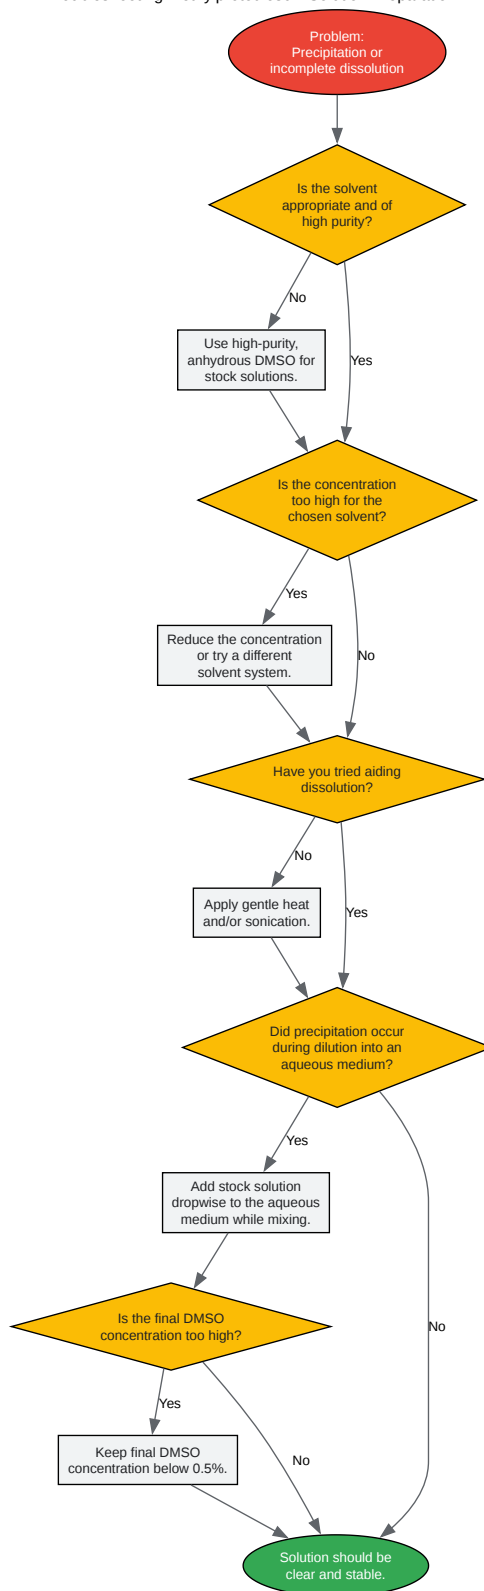 Problem:
Precipitation or
incomplete dissolution
Is the solvent
appropriate and of
high purity?
No
Yes
Use high-purity,
anhydrous DMSO for
stock solutions.
Is the concentration
too high for the
chosen solvent?
Yes
No
Reduce the concentration
or try a different
solvent system.
Have you tried aiding
dissolution?
No
Yes
Apply gentle heat
and/or sonication.
Did precipitation occur
during dilution into an
aqueous medium?
Yes
No
Add stock solution
dropwise to the aqueous
medium while mixing.
Is the final DMSO
concentration too high?
Yes
No
Keep final DMSO
concentration below 0.5%.
Solution should be
clear and stable.